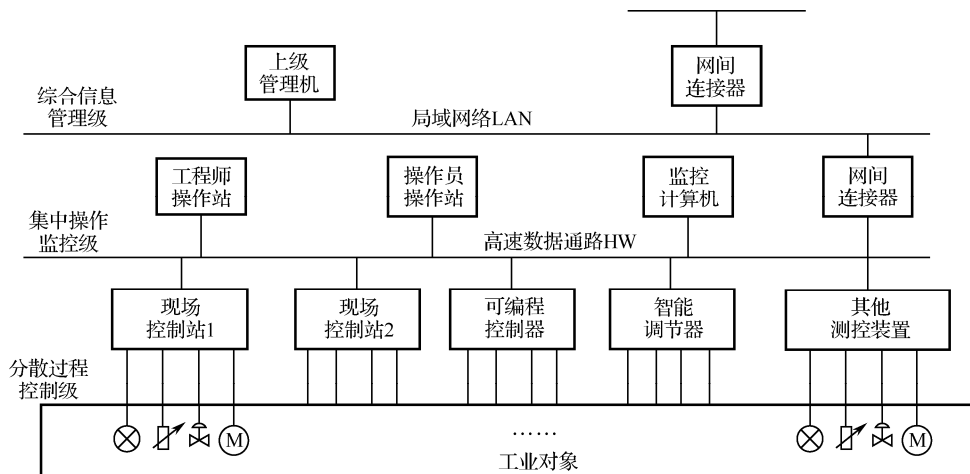 上级
管理机
网间
连接器
综合信息
管理级
局域网络LAN
工程师
操作站
操作员
操作站
监控
计算机
网间
连接器
集中操作
监控级
高速数据通路HW
现场
控制站1
现场
控制站2
可编程
控制器
智能
调节器
其他
测控装置
分散过程
控制级
M
……
M
工业对象